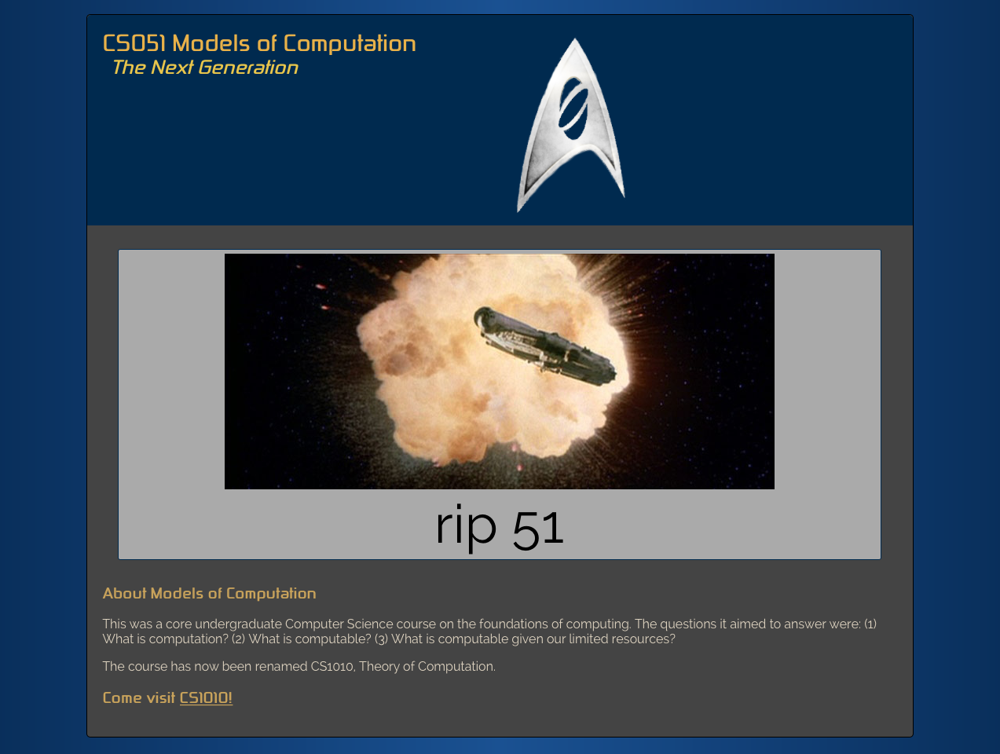 CS051 Models of Computation
The Next Generation
rip 51
About Models of Computation
This was a core undergraduate Computer Science course on the foundations of computing. The questions it aimed to answer were: (1)
What is computation? (2) What is computable? (3) What is computable given our limited resources?
The course has now been renamed CS1010, Theory of Computation.
Come visit CS1010!